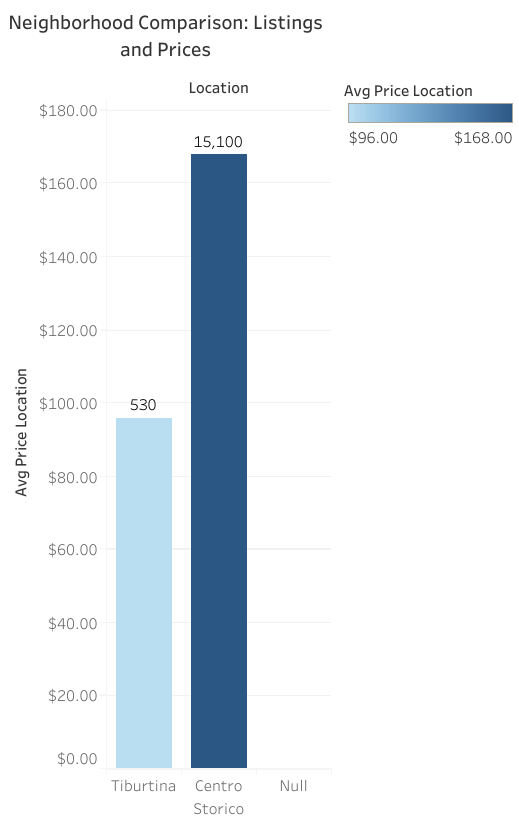 Neighborhood Comparison: Listings
and Prices
Location
Avg Price Location
$96.00 $168.00
$180.00
15,100
$160.00
$140.00
$120.00
$100.00
530
$80.00
$60.00
$40.00
$20.00
$0.00
Avg Price Location
Tiburtina Centro Null
Storico